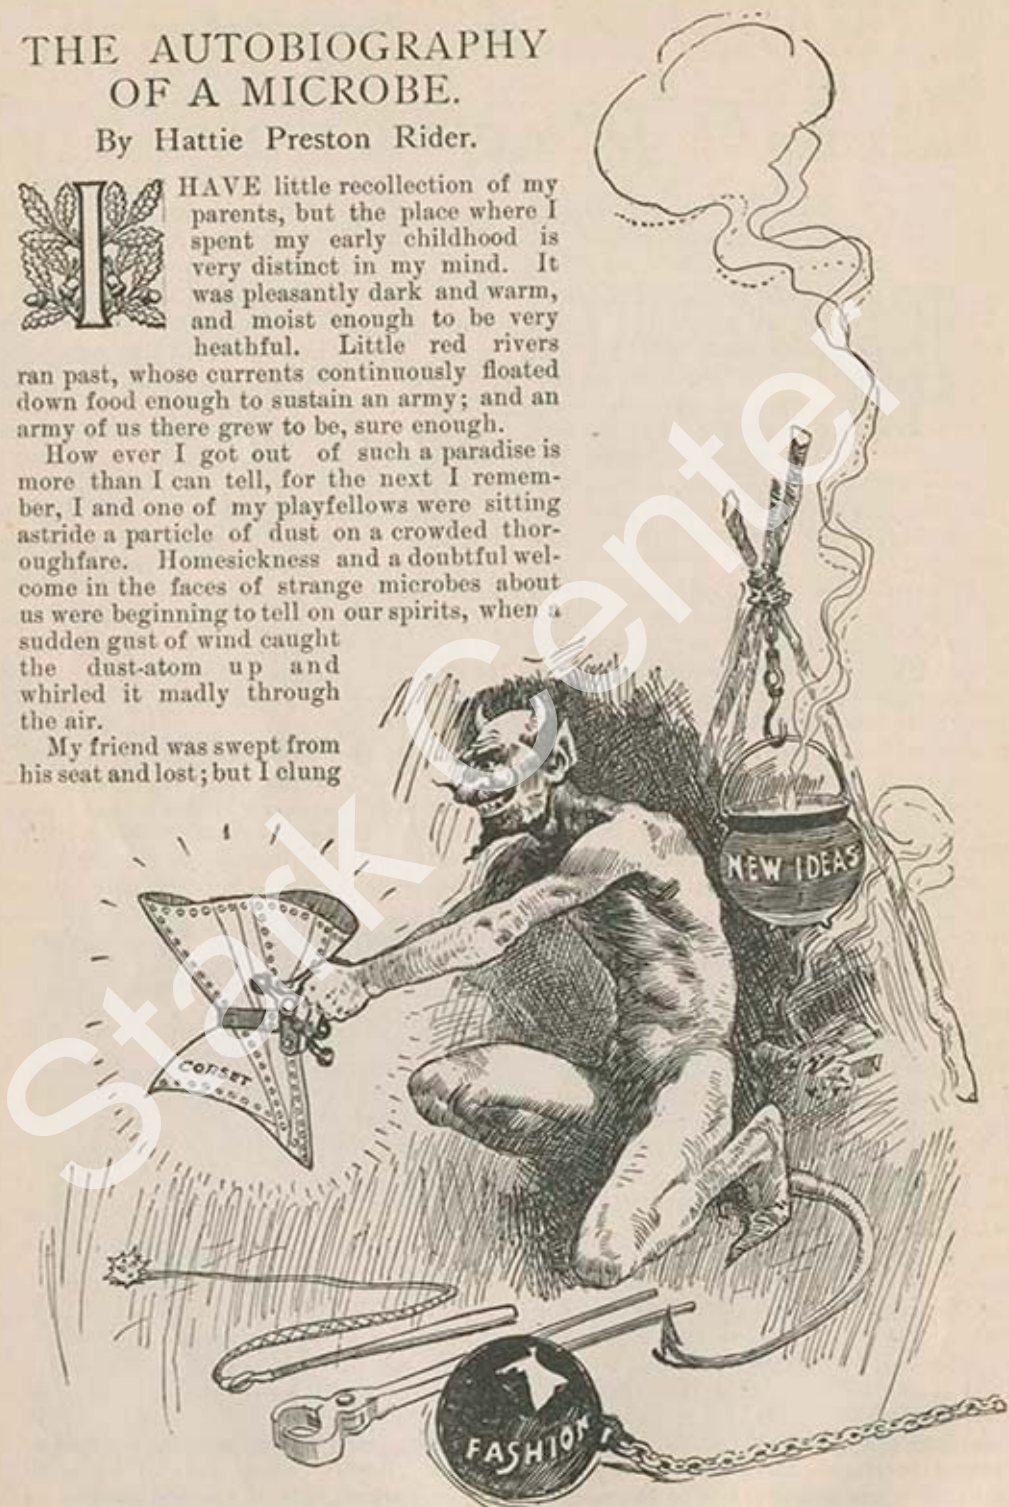 THE AUTOBIOGRAPHY
OF A MICROBE.
By Hattie Preston Rider.
I HAVE little recollection of my
parents, but the place where I
spent my early childhood is
very distinct in my mind. It
was pleasantly dark and warm,
and moist enough to be very
heathful. Little red rivers
ran past, whose currents continuously floated
down food enough to sustain an army; and an
army of us there grew to be, sure enough.
How ever I got out of such a paradise is
more than I can tell, for the next I remem-
ber, I and one of my playfellows were sitting
astride a particle of dust on a crowded thor-
oughfare. Homesickness and a doubtful wel-
come in the faces of strange microbes about
us were beginning to tell on our spirits, when a
sudden gust of wind caught
the dust-atom up and
whirled it madly through
the air.
My friend was swept from
his seat and lost; but I clung
NEW IDEAS
CORSET
FASHION
Stark Center